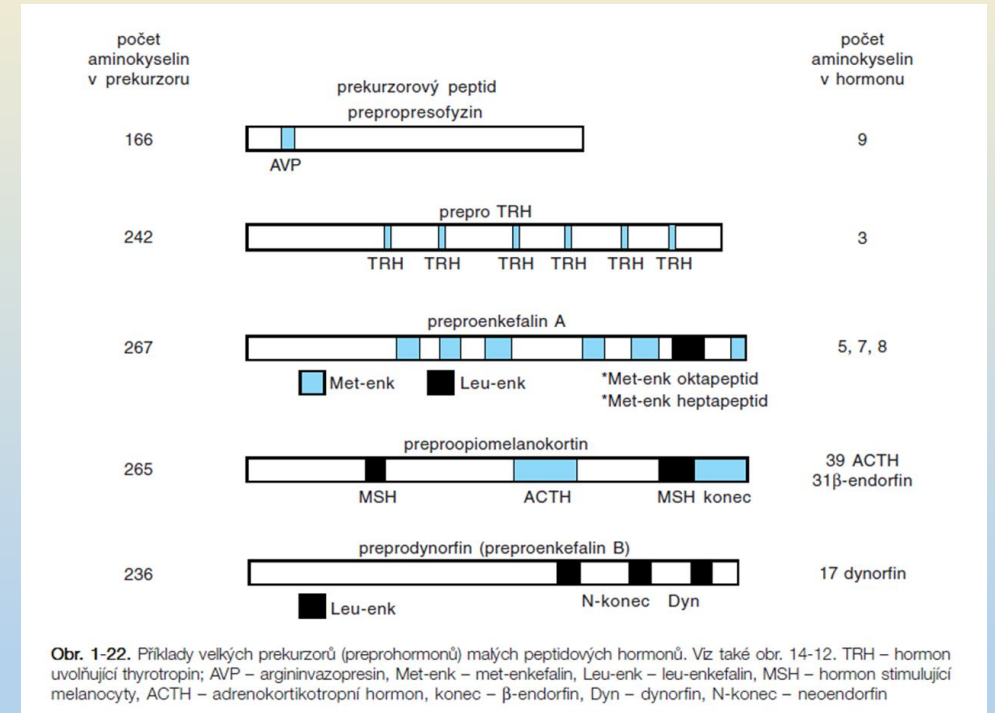 počet
aminokyselin
v prekurzoru
počet
aminokyselin
v hormonu
prekurzorový peptid
prepropresofyzin
166
9
AVP
prepro TRH
242
3
TRH TRH TRH TRH TRH TRH
preproenkefalin A
267
5, 7, 8
Met-enk Leu-enk *Met-enk oktapeptid
*Met-enk heptapeptid
preproopiomelanokortin
265
39 ACTH
31β-endorfin
MSH ACTH MSH konec
preprodynorfin (preproenkefalin B)
236
17 dynorfin
N-konec Dyn
Leu-enk
Obr. 1-22. Příklady velkých prekurzorů (preprohormonů) malých peptidových hormonů. Viz také obr. 14-12. TRH – hormon
uvolňující thyrotropin; AVP – argininvazopresin, Met-enk – met-enkefalin, Leu-enk – leu-enkefalin, MSH – hormon stimulující
melanocyty, ACTH – adrenokortikotropní hormon, konec – β-endorfin, Dyn – dynorfin, N-konec – neoendorfin